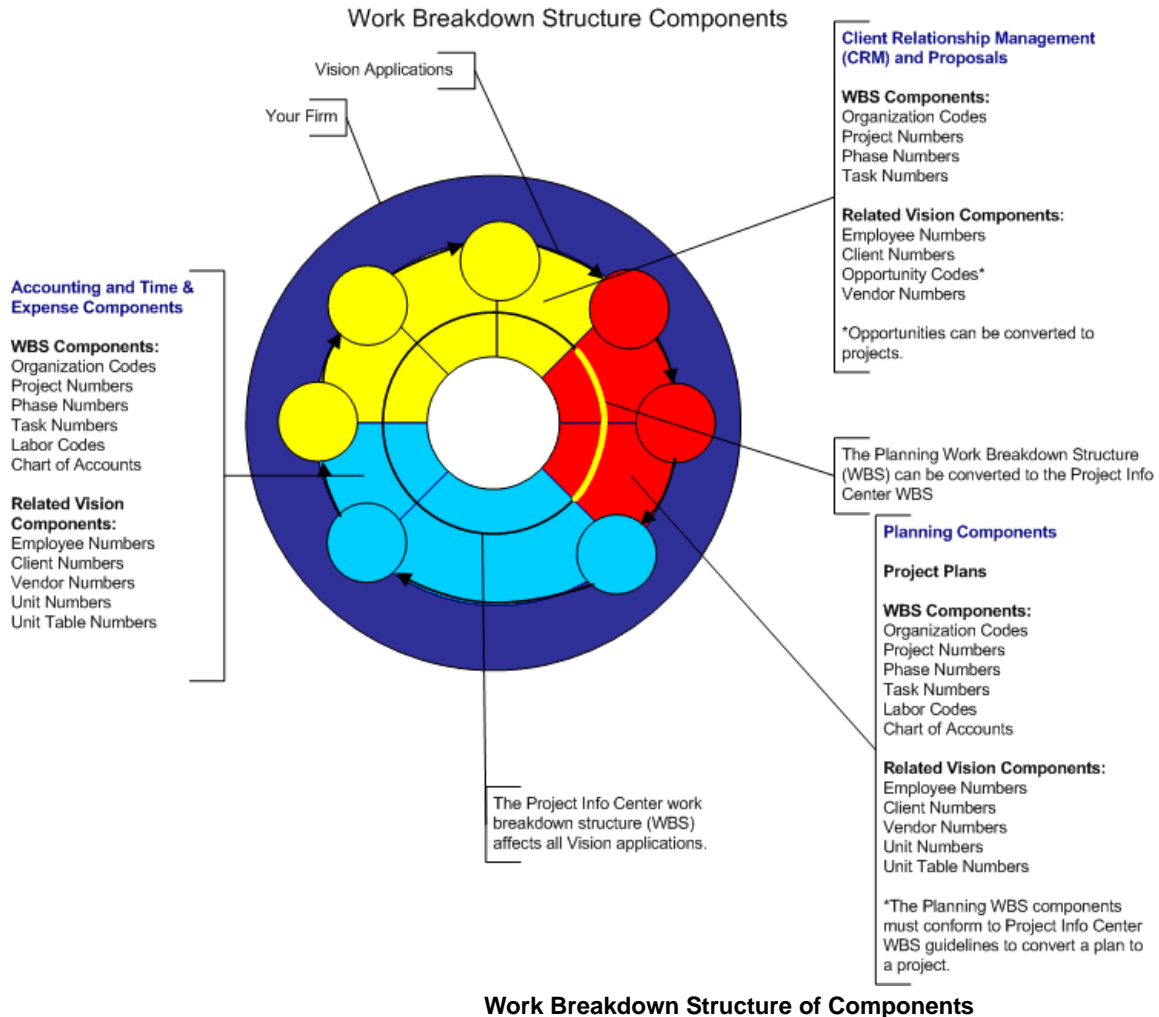 Work Breakdown Structure Components
Vision Applications
Your Firm
Client Relationship Management
(CRM) and Proposals
WBS Components:
Organization Codes
Project Numbers
Phase Numbers
Task Numbers
Related Vision Components:
Employee Numbers
Client Numbers
Opportunity Codes*
Vendor Numbers
*Opportunities can be converted to
projects.
Accounting and Time &
Expense Components
WBS Components:
Organization Codes
Project Numbers
Phase Numbers
Task Numbers
Labor Codes
Chart of Accounts
Related Vision
Components:
Employee Numbers
Client Numbers
Vendor Numbers
Unit Numbers
Unit Table Numbers
The Planning Work Breakdown Structure
(WBS) can be converted to the Project Info
Center WBS
Planning Components
Project Plans
WBS Components:
Organization Codes
Project Numbers
Phase Numbers
Task Numbers
Labor Codes
Chart of Accounts
Related Vision Components:
Employee Numbers
Client Numbers
Vendor Numbers
Unit Numbers
Unit Table Numbers
*The Planning WBS components
must conform to Project Info Center
WBS guidelines to convert a plan to
a project.
The Project Info Center work
breakdown structure (WBS)
affects all Vision applications.
Work Breakdown Structure of Components